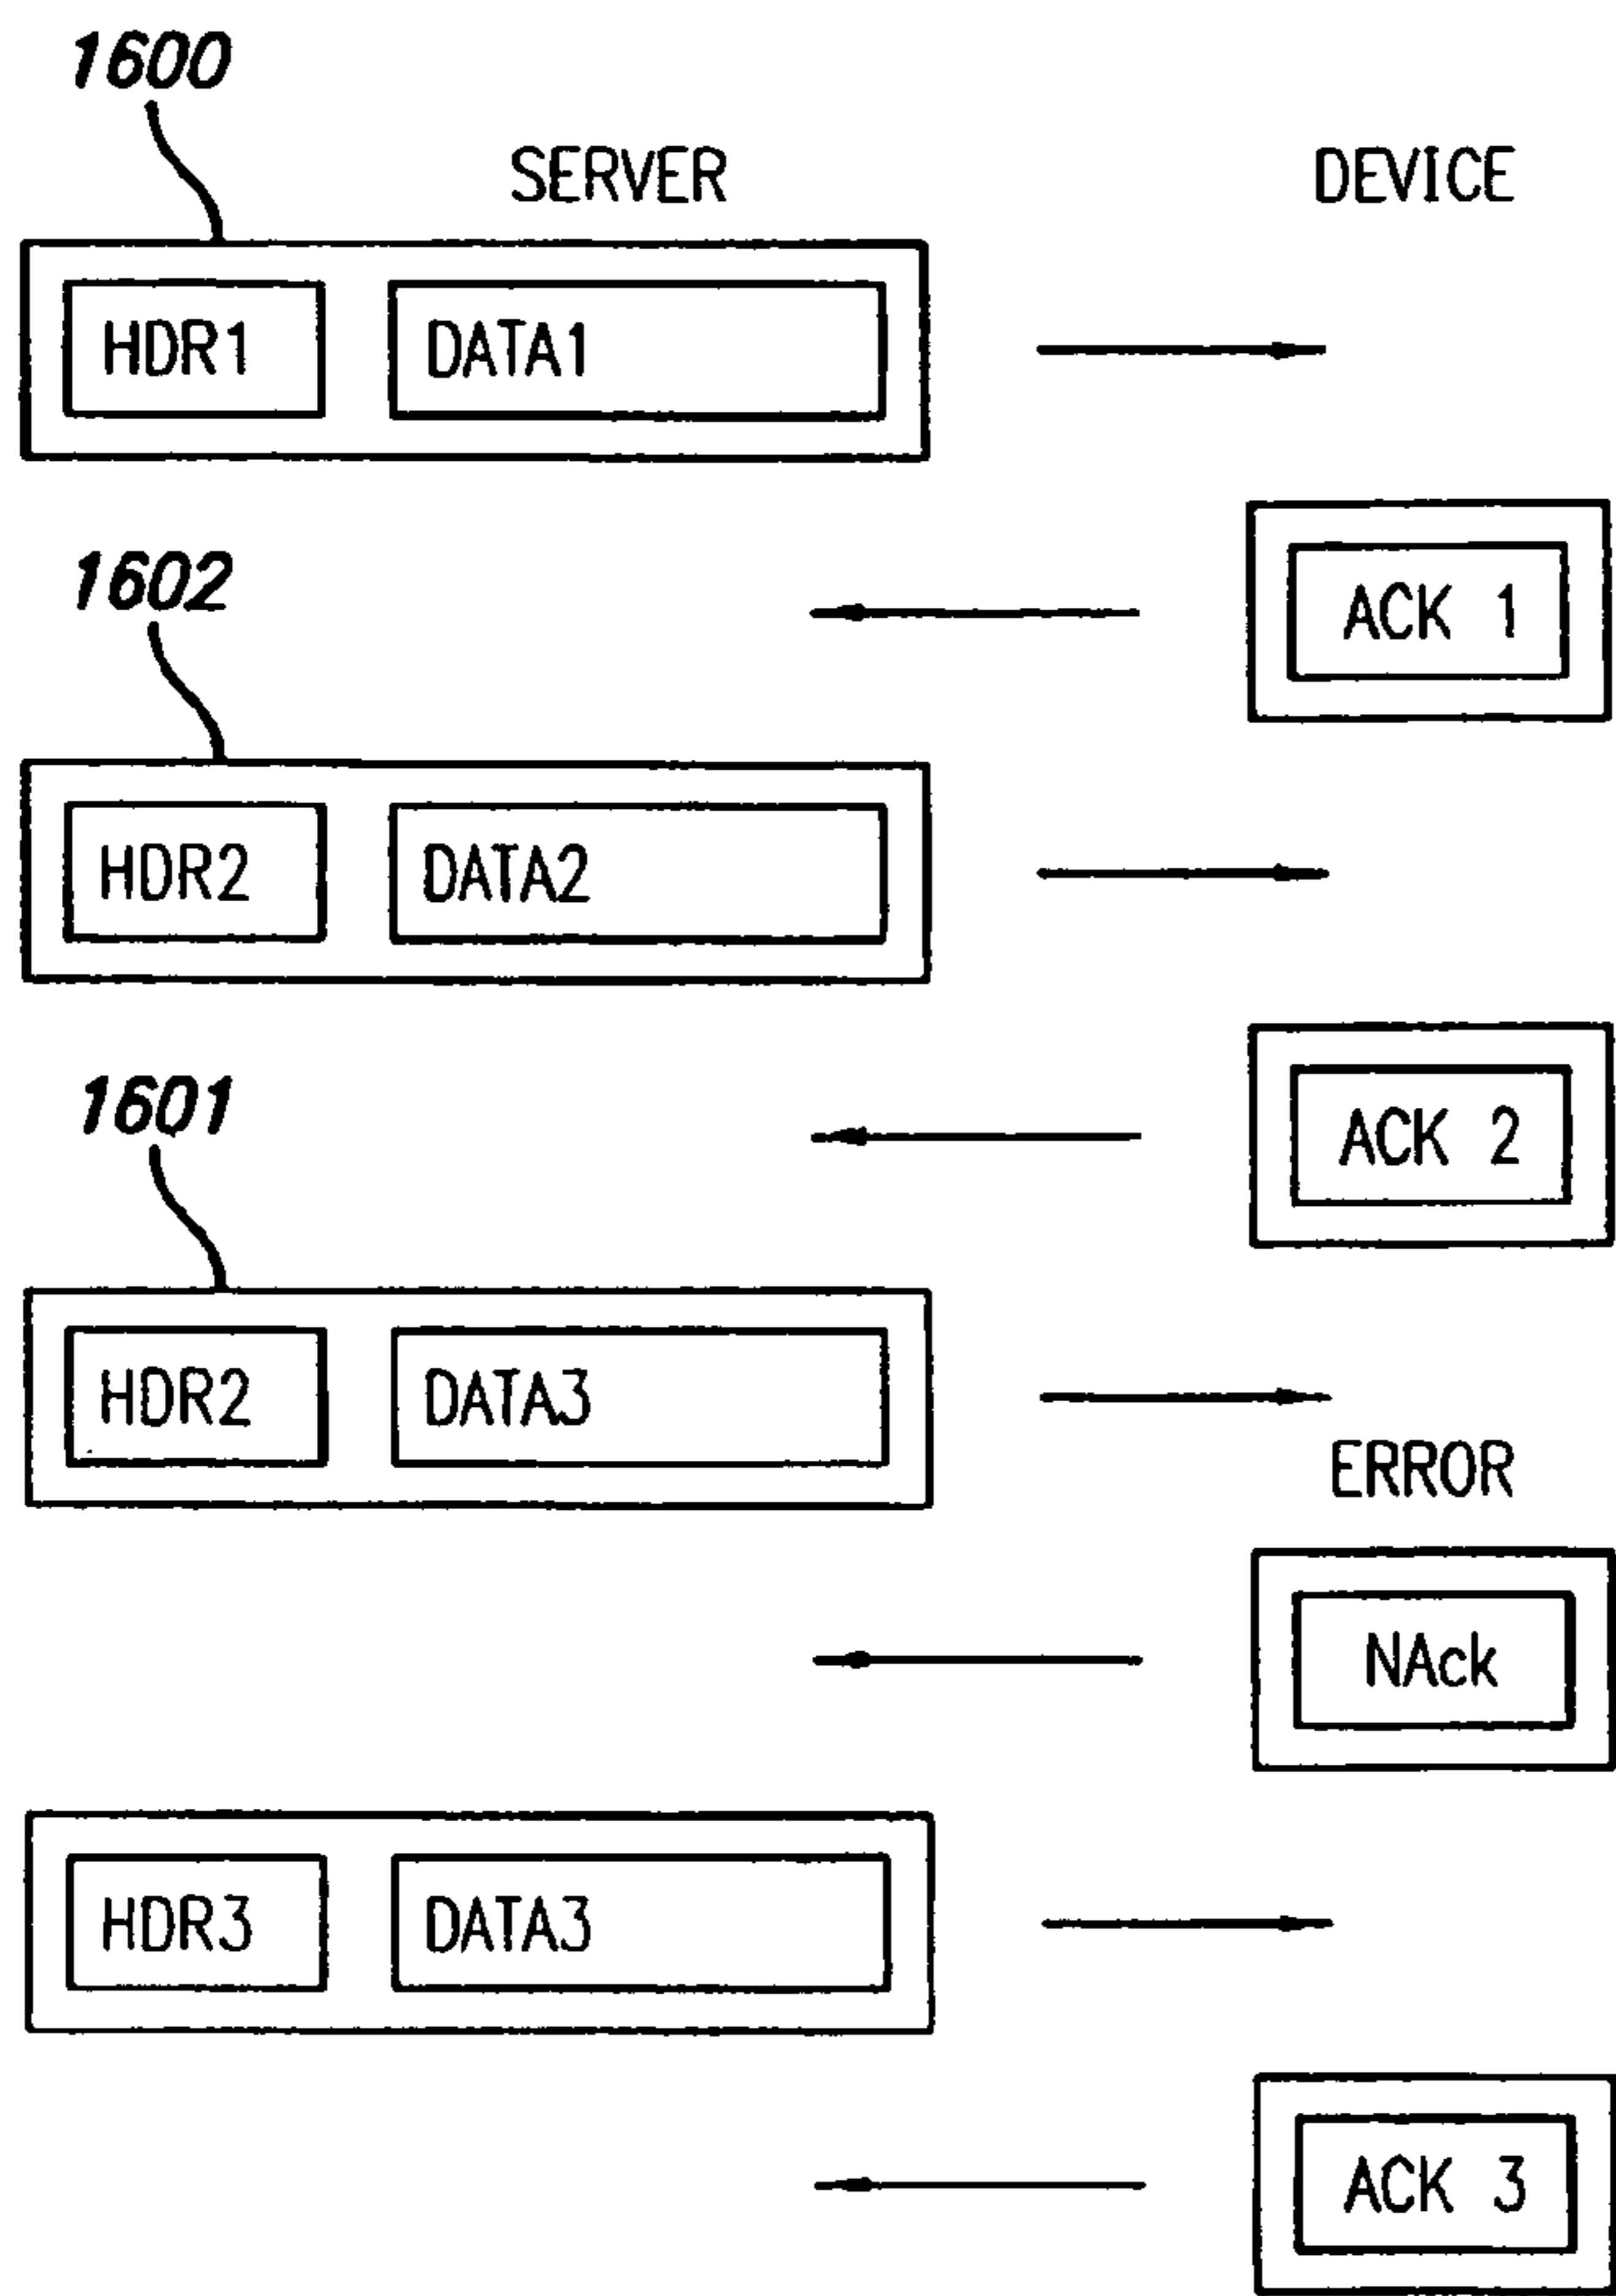 1600
SERVER DEVICE
HDR1 DATA1
ACK 1
1602
HDR2 DATA2
ACK 2
1601
HDR2 DATA3
ERROR
NAck
HDR3 DATA3
ACK 3